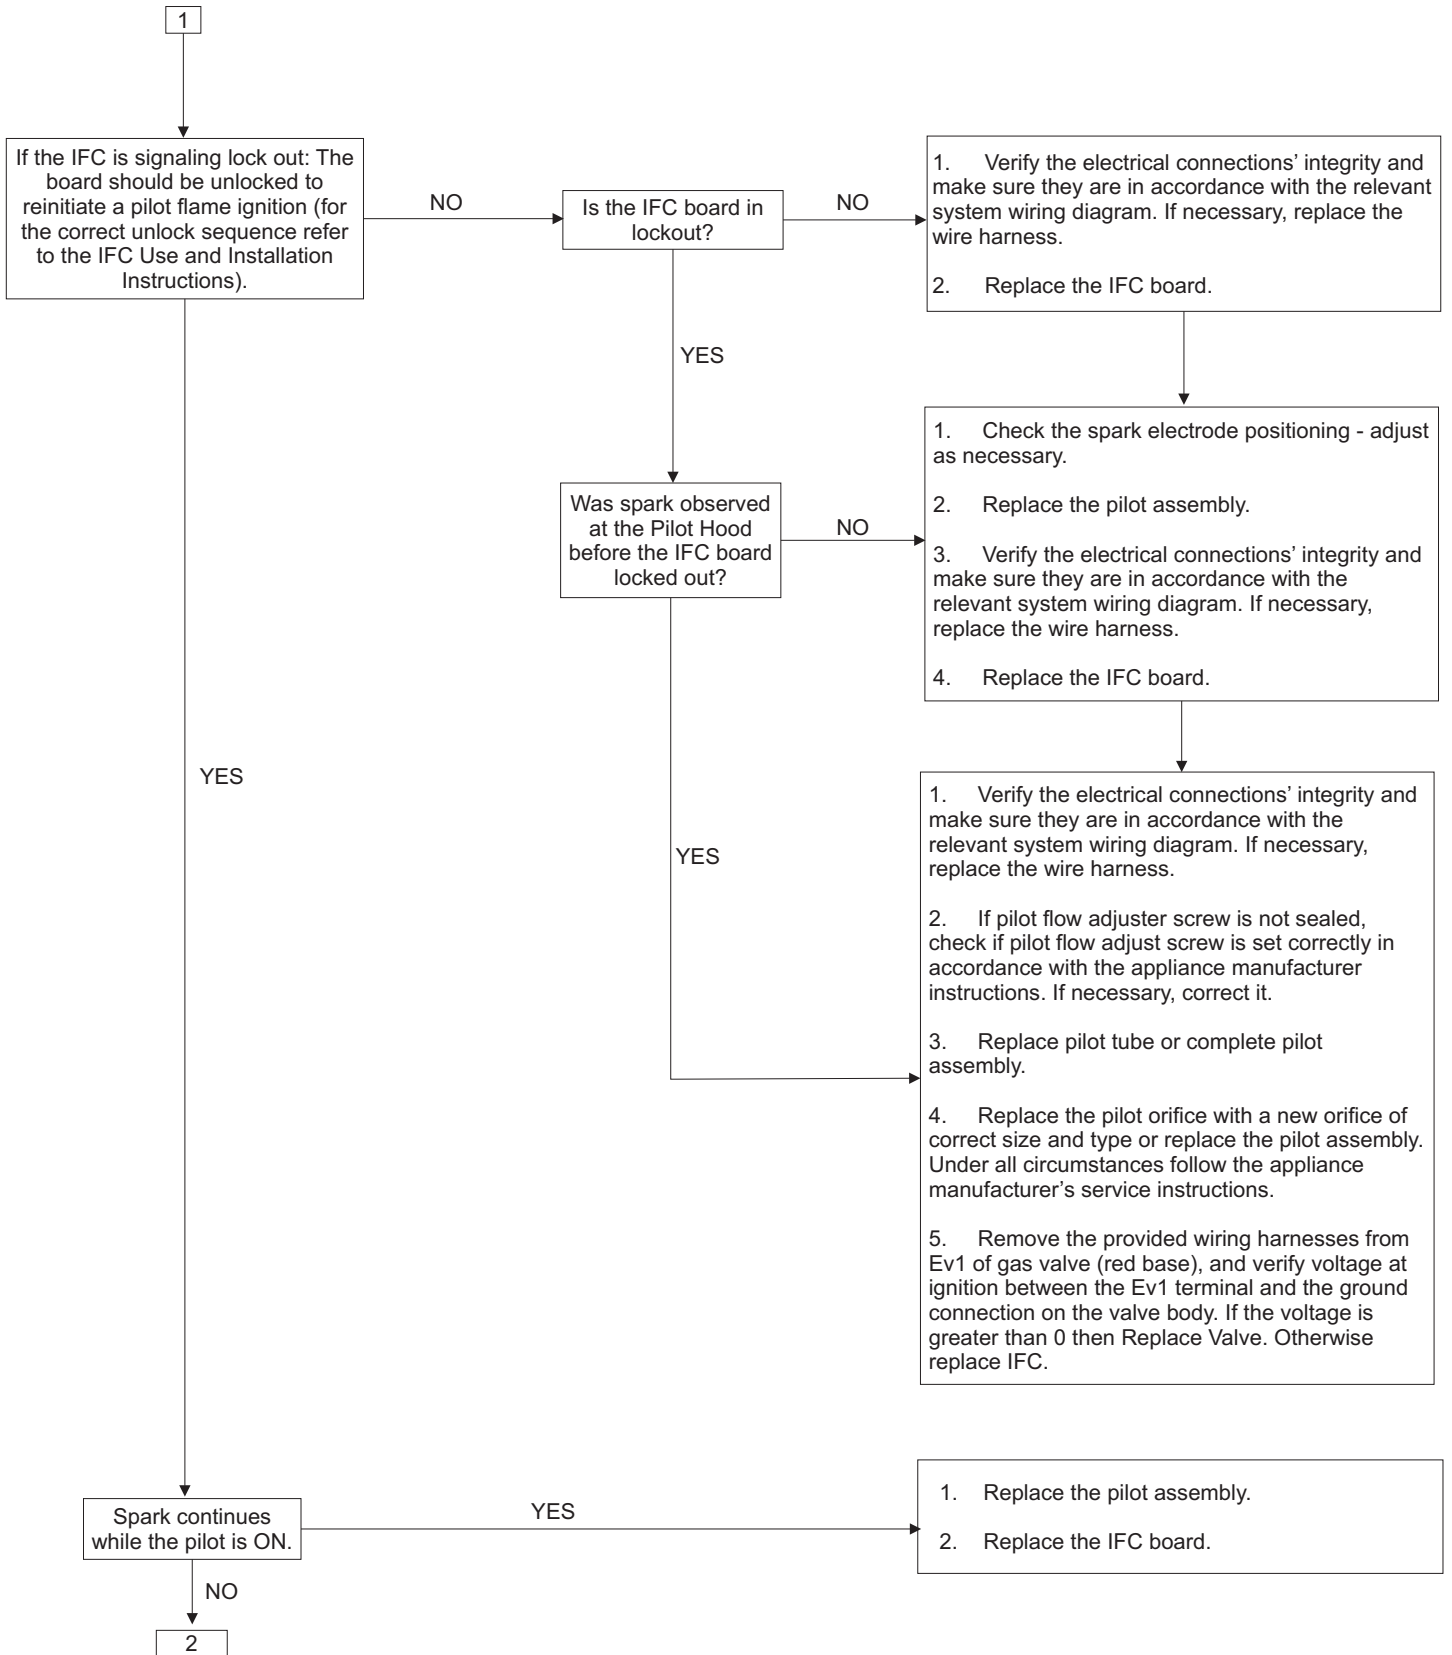 1
If the IFC is signaling lock out: The
board should be unlocked to
reinitiate a pilot flame ignition (for
the correct unlock sequence refer
to the IFC Use and Installation
Instructions).
NO
Is the IFC board in
lockout?
NO
1. Verify the electrical connections’ integrity and
make sure they are in accordance with the relevant
system wiring diagram. If necessary, replace the
wire harness.
2. Replace the IFC board.
YES
Was spark observed
at the Pilot Hood
before the IFC board
locked out?
NO
1. Check the spark electrode positioning - adjust
as necessary.
2. Replace the pilot assembly.
3. Verify the electrical connections’ integrity and
make sure they are in accordance with the
relevant system wiring diagram. If necessary,
replace the wire harness.
4. Replace the IFC board.
YES
YES
1. Verify the electrical connections’ integrity and
make sure they are in accordance with the
relevant system wiring diagram. If necessary,
replace the wire harness.
2. If pilot flow adjuster screw is not sealed,
check if pilot flow adjust screw is set correctly in
accordance with the appliance manufacturer
instructions. If necessary, correct it.
3. Replace pilot tube or complete pilot
assembly.
4. Replace the pilot orifice with a new orifice of
correct size and type or replace the pilot assembly.
Under all circumstances follow the appliance
manufacturer’s service instructions.
5. Remove the provided wiring harnesses from
Ev1 of gas valve (red base), and verify voltage at
ignition between the Ev1 terminal and the ground
connection on the valve body. If the voltage is
greater than 0 then Replace Valve. Otherwise
replace IFC.
Spark continues
while the pilot is ON.
YES
1. Replace the pilot assembly.
2. Replace the IFC board.
NO
2